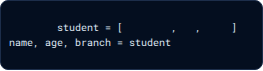 student = [        ,   ,     ]
name, age, branch = student